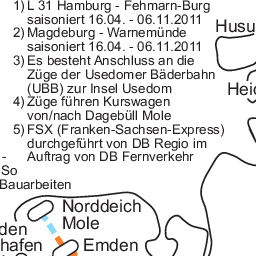 1) L 31 Hamburg - Fehmarn-Burg
saisoniert 16.04. - 06.11.2011
2) Magdeburg - Warnemünde
saisoniert 16.04. - 06.11.2011
3) Es besteht Anschluss an die
Züge der Usedomer Bäderbahn
(UBB) zur Insel Usedom
4) Züge führen Kurswagen
von/nach Dagebüll Mole
5) FSX (Franken-Sachsen-Express)
durchgeführt von DB Regio im
Auftrag von DB Fernverkehr
Husu
Heid
-
So
Bauarbeiten
Norddeich
Mole
den
hafen
Emden